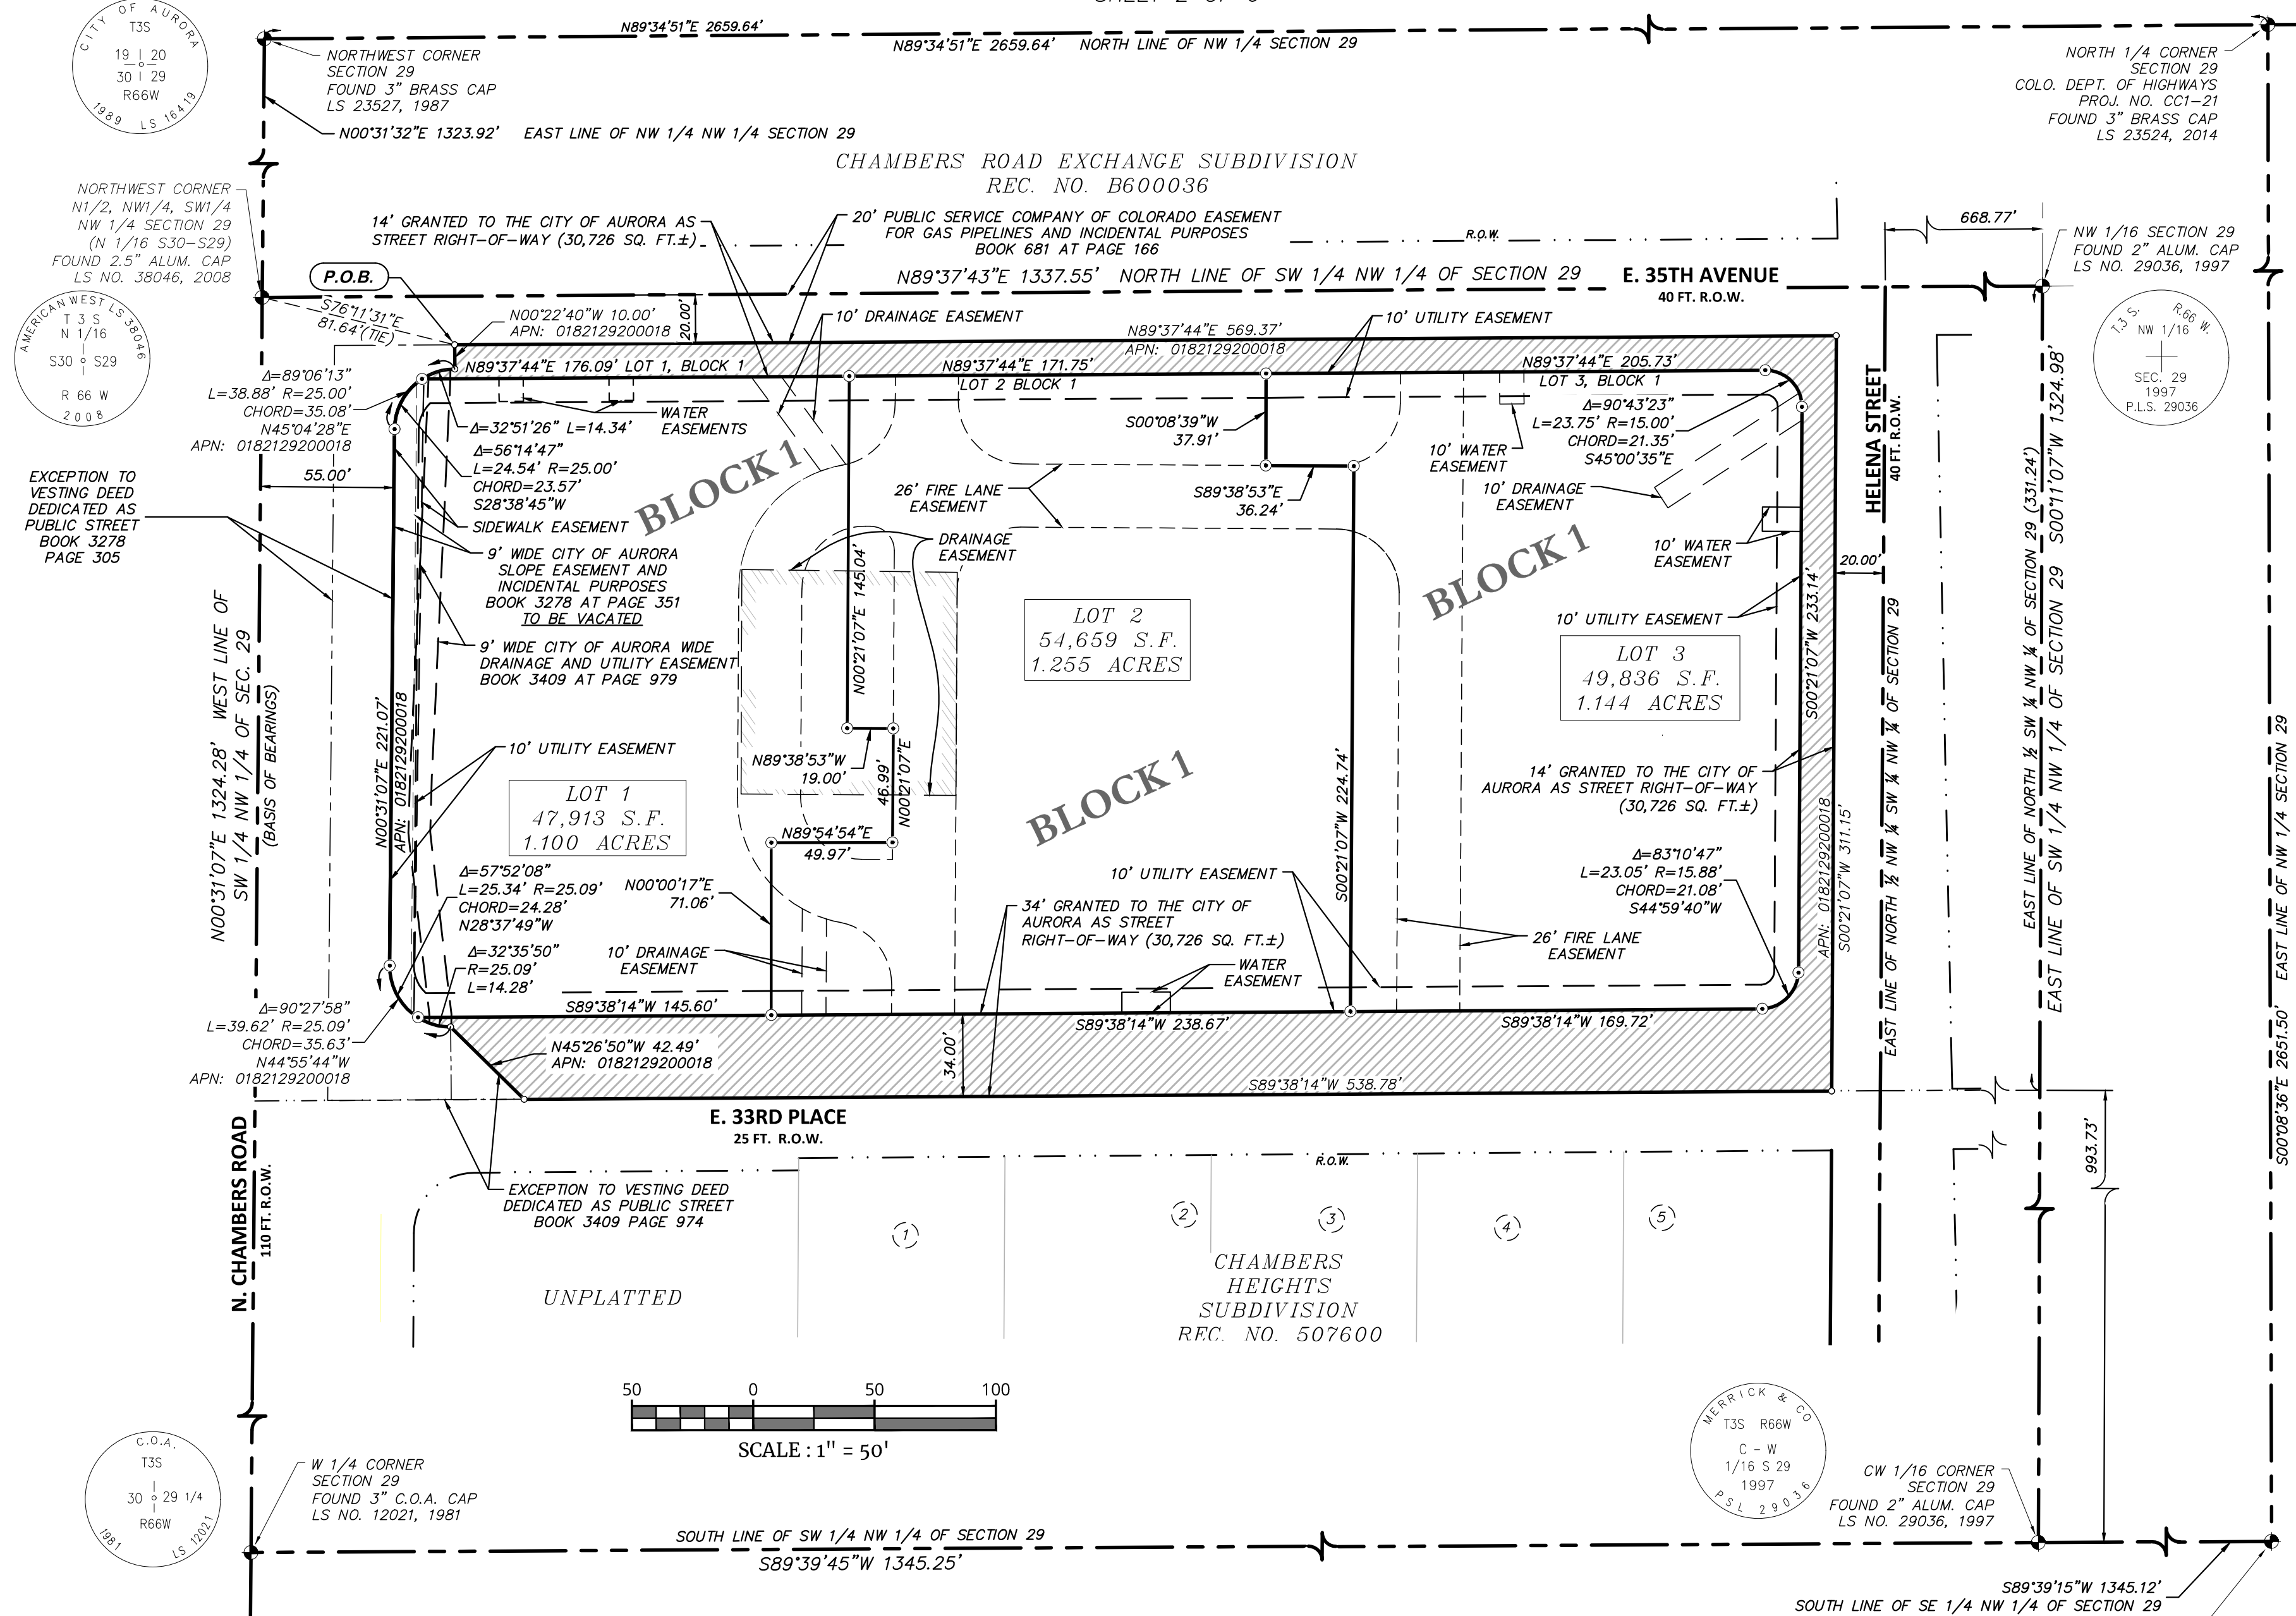 N89°34'51"E 2659.64'
N89°34'51"E 2659.64' NORTH LINE OF NW 1/4 SECTION 29
CITY OF AURORA
T3S
19 20
30 29
R66W
1989 LS 16419
NORTHWEST CORNER
SECTION 29
FOUND 3" BRASS CAP
LS 23527, 1987
NORTH 1/4 CORNER
SECTION 29
COLO. DEPT. OF HIGHWAYS
PROJ. NO. CC1-21
FOUND 3" BRASS CAP
LS 23524, 2014
N00°31'32"E 1323.92' EAST LINE OF NW 1/4 NW 1/4 SECTION 29
CHAMBERS ROAD EXCHANGE SUBDIVISION
REC. NO. B600036
NORTHWEST CORNER
N1/2, NW1/4, SW1/4
NW 1/4 SECTION 29
(N 1/16 S30-S29)
FOUND 2.5" ALUM. CAP
LS NO. 38046, 2008
14' GRANTED TO THE CITY OF AURORA AS
STREET RIGHT-OF-WAY (30,726 SQ. FT.±)
20' PUBLIC SERVICE COMPANY OF COLORADO EASEMENT
FOR GAS PIPELINES AND INCIDENTAL PURPOSES
BOOK 681 AT PAGE 166
R.O.W.
668.77'
NW 1/16 SECTION 29
FOUND 2" ALUM. CAP
LS NO. 29036, 1997
P.O.B.
N89°37'43"E 1337.55' NORTH LINE OF SW 1/4 NW 1/4 OF SECTION 29
E. 35TH AVENUE
40 FT. R.O.W.
AMERICAN WEST LS 38046
T 3 S
N 1/16
S30 S29
R 66 W
2008
S76°11'31"E
81.64'(TIE)
N00°22'40"W 10.00'
APN: 0182129200018
20.00'
10' DRAINAGE EASEMENT
N89°37'44"E 569.37'
APN: 0182129200018
10' UTILITY EASEMENT
T.3 S. R.66 W.
NW 1/16
SEC. 29
1997
P.L.S. 29036
N89°37'44"E 176.09' LOT 1, BLOCK 1
N89°37'44"E 171.75'
LOT 2 BLOCK 1
N89°37'44"E 205.73'
LOT 3, BLOCK 1
Δ=89°06'13"
L=38.88' R=25.00'
CHORD=35.08'
N45°04'28"E
APN: 0182129200018
Δ=32°51'26" L=14.34'
WATER
EASEMENTS
Δ=56°14'47"
L=24.54' R=25.00'
CHORD=23.57'
S28°38'45"W
S00°08'39"W
37.91'
10' WATER
EASEMENT
Δ=90°43'23"
L=23.75' R=15.00'
CHORD=21.35'
S45°00'35"E
HELENA STREET
40 FT. R.O.W.
EXCEPTION TO
VESTING DEED
DEDICATED AS
PUBLIC STREET
BOOK 3278
PAGE 305
55.00'
SIDEWALK EASEMENT
BLOCK 1
26' FIRE LANE
EASEMENT
S89°38'53"E
36.24'
10' DRAINAGE
EASEMENT
9' WIDE CITY OF AURORA
SLOPE EASEMENT AND
INCIDENTAL PURPOSES
BOOK 3278 AT PAGE 351
TO BE VACATED
DRAINAGE
EASEMENT
BLOCK 1
10' WATER
EASEMENT
20.00'
N00°21'07"E 145.04'
LOT 2
54,659 S.F.
1.255 ACRES
10' UTILITY EASEMENT
S00°21'07"W 233.14'
9' WIDE CITY OF AURORA WIDE
DRAINAGE AND UTILITY EASEMENT
BOOK 3409 AT PAGE 979
LOT 3
49,836 S.F.
1.144 ACRES
N00°31'07"E 1324.28' WEST LINE OF
SW 1/4 NW 1/4 OF SEC. 29
(BASIS OF BEARINGS)
N00°31'07"E 221.07'
APN: 0182129200018
10' UTILITY EASEMENT
N89°38'53"W
19.00'
46.99'
N00°21'07"E
BLOCK 1
S00°21'07"W 224.74'
14' GRANTED TO THE CITY OF
AURORA AS STREET RIGHT-OF-WAY
(30,726 SQ. FT.±)
LOT 1
47,913 S.F.
1.100 ACRES
N89°54'54"E
49.97'
APN: 0182129200018
S00°21'07"W 311.15'
EAST LINE OF NORTH ½ NW ¼ SW ¼ NW ¼ OF SECTION 29
EAST LINE OF NORTH ½ SW ¼ NW ¼ OF SECTION 29 (331.24')
EAST LINE OF SW 1/4 NW 1/4 OF SECTION 29 S00°11'07"W 1324.98'
S00°08'36"E 2651.50' EAST LINE OF NW 1/4 SECTION 29
Δ=57°52'08"
L=25.34' R=25.09'
CHORD=24.28'
N28°37'49"W
N00°00'17"E
71.06'
10' UTILITY EASEMENT
Δ=83°10'47"
L=23.05' R=15.88'
CHORD=21.08'
S44°59'40"W
34' GRANTED TO THE CITY OF
AURORA AS STREET
RIGHT-OF-WAY (30,726 SQ. FT.±)
26' FIRE LANE
EASEMENT
Δ=32°35'50"
R=25.09'
L=14.28'
10' DRAINAGE
EASEMENT
WATER
EASEMENT
Δ=90°27'58"
L=39.62' R=25.09'
CHORD=35.63'
N44°55'44"W
APN: 0182129200018
S89°38'14"W 145.60'
S89°38'14"W 238.67'
S89°38'14"W 169.72'
N45°26'50"W 42.49'
APN: 0182129200018
34.00'
S89°38'14"W 538.78'
E. 33RD PLACE
25 FT. R.O.W.
993.73'
N. CHAMBERS ROAD
110 FT. R.O.W.
R.O.W.
EXCEPTION TO VESTING DEED
DEDICATED AS PUBLIC STREET
BOOK 3409 PAGE 974
1
2
3
4
5
UNPLATTED
CHAMBERS
HEIGHTS
SUBDIVISION
REC. NO. 507600
50 0 50 100
SCALE : 1" = 50'
C.O.A.
T3S
30 29 1/4
R66W
1981 LS 12021
W 1/4 CORNER
SECTION 29
FOUND 3" C.O.A. CAP
LS NO. 12021, 1981
MERRICK & CO
T3S R66W
C - W
1/16 S 29
1997
PSL 29036
CW 1/16 CORNER
SECTION 29
FOUND 2" ALUM. CAP
LS NO. 29036, 1997
SOUTH LINE OF SW 1/4 NW 1/4 OF SECTION 29
S89°39'45"W 1345.25'
S89°39'15"W 1345.12'
SOUTH LINE OF SE 1/4 NW 1/4 OF SECTION 29